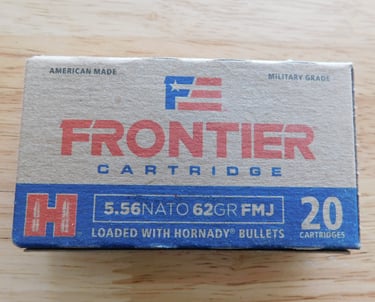 AMERICAN MADE
MILITARY GRADE
FRONTIER
CARTRIDGE
5.56NATO 62GR FMJ
20
LOADED WITH HORNADY® BULLETS
CARTRIDGES